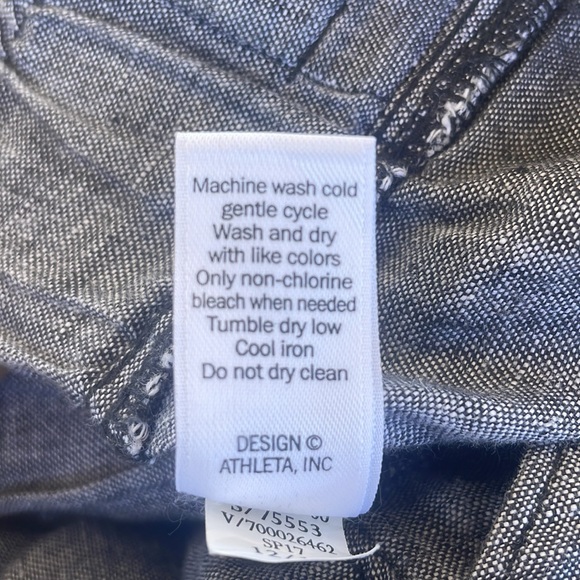 Machine wash cold
gentle cycle
Wash and dry
with like colors
Only non-chlorine
bleach when needed
Tumble dry low
Cool iron
Do not dry clean
DESIGN ©
ATHLETA, INC
V/700026462
SP17